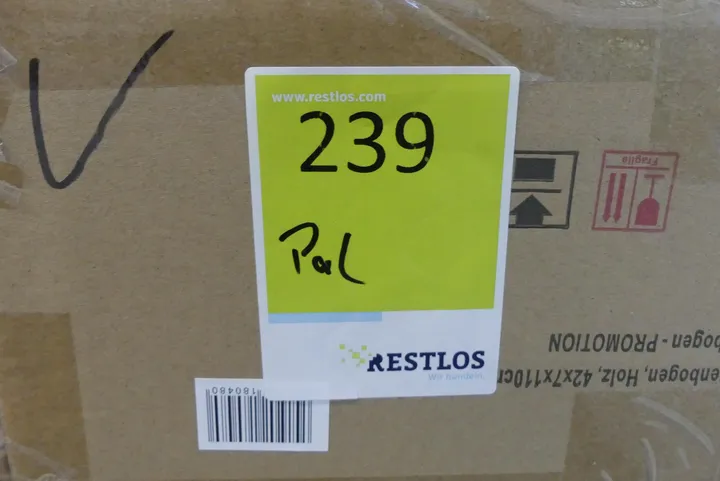 www.restlos.com
239
Pal
RESTLOS
Wir handeln.
Fragile
enbogen, Holz, 42x7x110c
bogen - PROMOTION